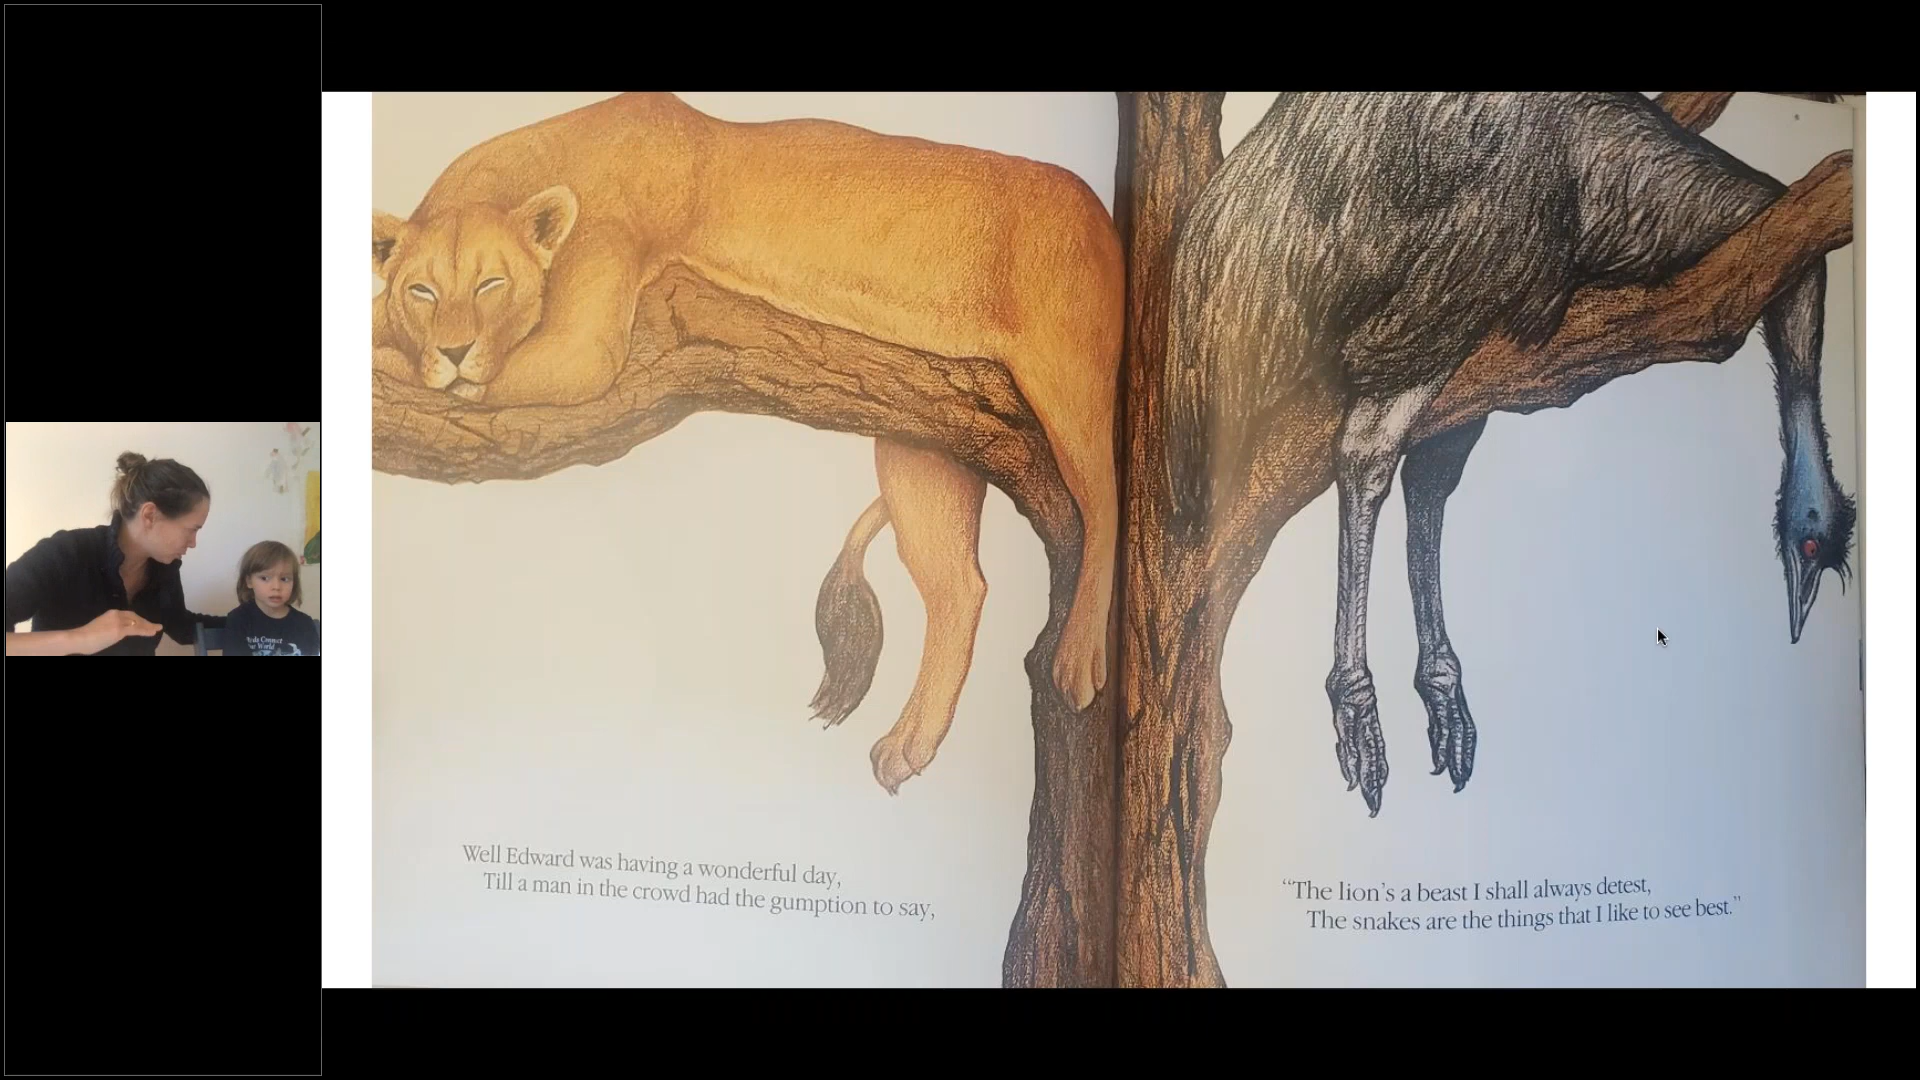 Well Edward was having a wonderful day,
Till a man in the crowd had the gumption to say,
“The lion’s a beast I shall always detest,
The snakes are the things that I like to see best.”